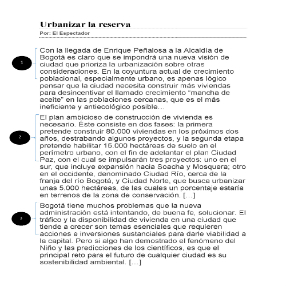 Urbanizar la reserva
Por: El Espectador
Con la llegada de Enrique Peñalosa a la Alcaldía de
Bogotá es claro que se impondrá una nueva visión de
ciudad que prioriza la urbanización sobre otras
consideraciones. En la coyuntura actual de crecimiento
poblacional, especialmente urbano, es apenas lógico
pensar que la ciudad necesita construir más viviendas
para desincentivar el llamado crecimiento "mancha de
aceite" en las poblaciones cercanas, que es el más
ineficiente y antiecológico posible...
El plan ambicioso de construcción de vivienda es
necesario. Éste consiste en dos fases: la primera
pretende construir 80.000 viviendas en los próximos dos
años, destrabando algunos proyectos, y la segunda etapa
pretende habilitar 15.000 hectáreas de suelo en el
perímetro urbano, con el fin de adelantar el plan Ciudad
Paz, con el cual se impulsarán tres proyectos: uno en el
sur, que incluye expansión hacia Soacha y Mosquera; otro
en el occidente, denominado Ciudad Río, cerca de la
franja del río Bogotá, y Ciudad Norte, que busca urbanizar
unas 5.000 hectáreas, de las cuales un porcentaje estaría
en terrenos de la zona de conservación. [...]
Bogotá tiene muchos problemas que la nueva
administración está intentando, de buena fe, solucionar. El
tráfico y la disponibilidad de vivienda en una ciudad que
tiende a crecer son temas esenciales que requieren
acciones e inversiones sustanciales para darle viabilidad a
la capital. Pero si algo han demostrado el fenómeno del
Niño y las predicciones de los científicos, es que el
principal reto para el futuro de cualquier ciudad es su
sostenibilidad ambiental. [...]
1
2
3